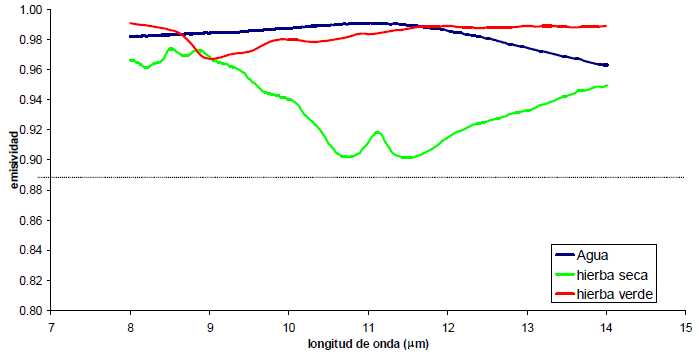 1.00
0.98
0.96
0.94
0.92
0.90
0.88
0.86
0.84
0.82
0.80
emisividad
7 8 9 10 11 12 13 14 15
longitud de onda (μm)
Agua
hierba seca
hierba verde